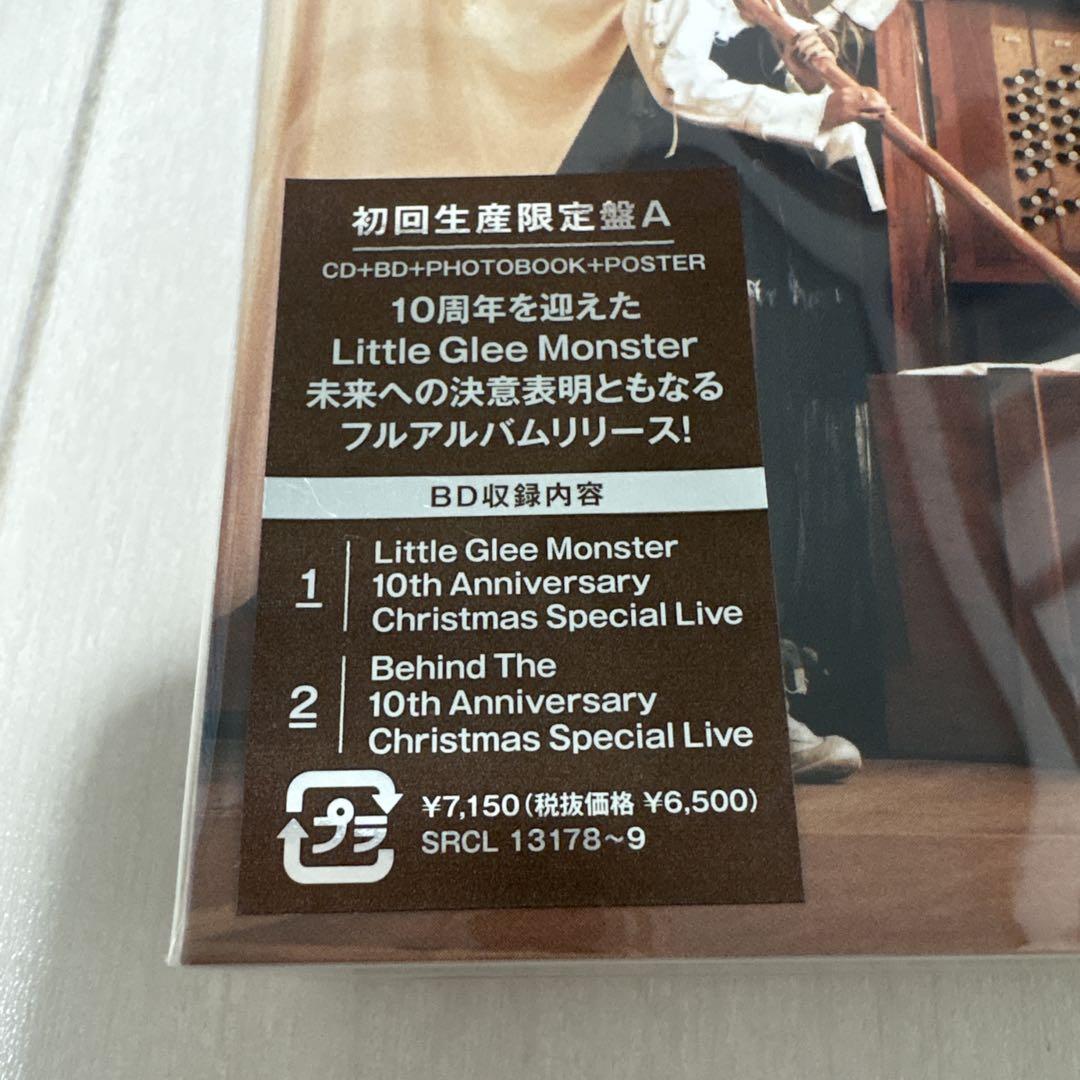 初回生産限定盤A
CD+BD+PHOTOBOOK+POSTER
10周年を迎えた
Little Glee Monster
未来への決意表明ともなる
フルアルバムリリース!
BD収録内容
1
Little Glee Monster
10th Anniversary
Christmas Special Live
2
Behind The
10th Anniversary
Christmas Special Live
プラ
¥7,150(税抜価格 ¥6,500)
SRCL 13178~9